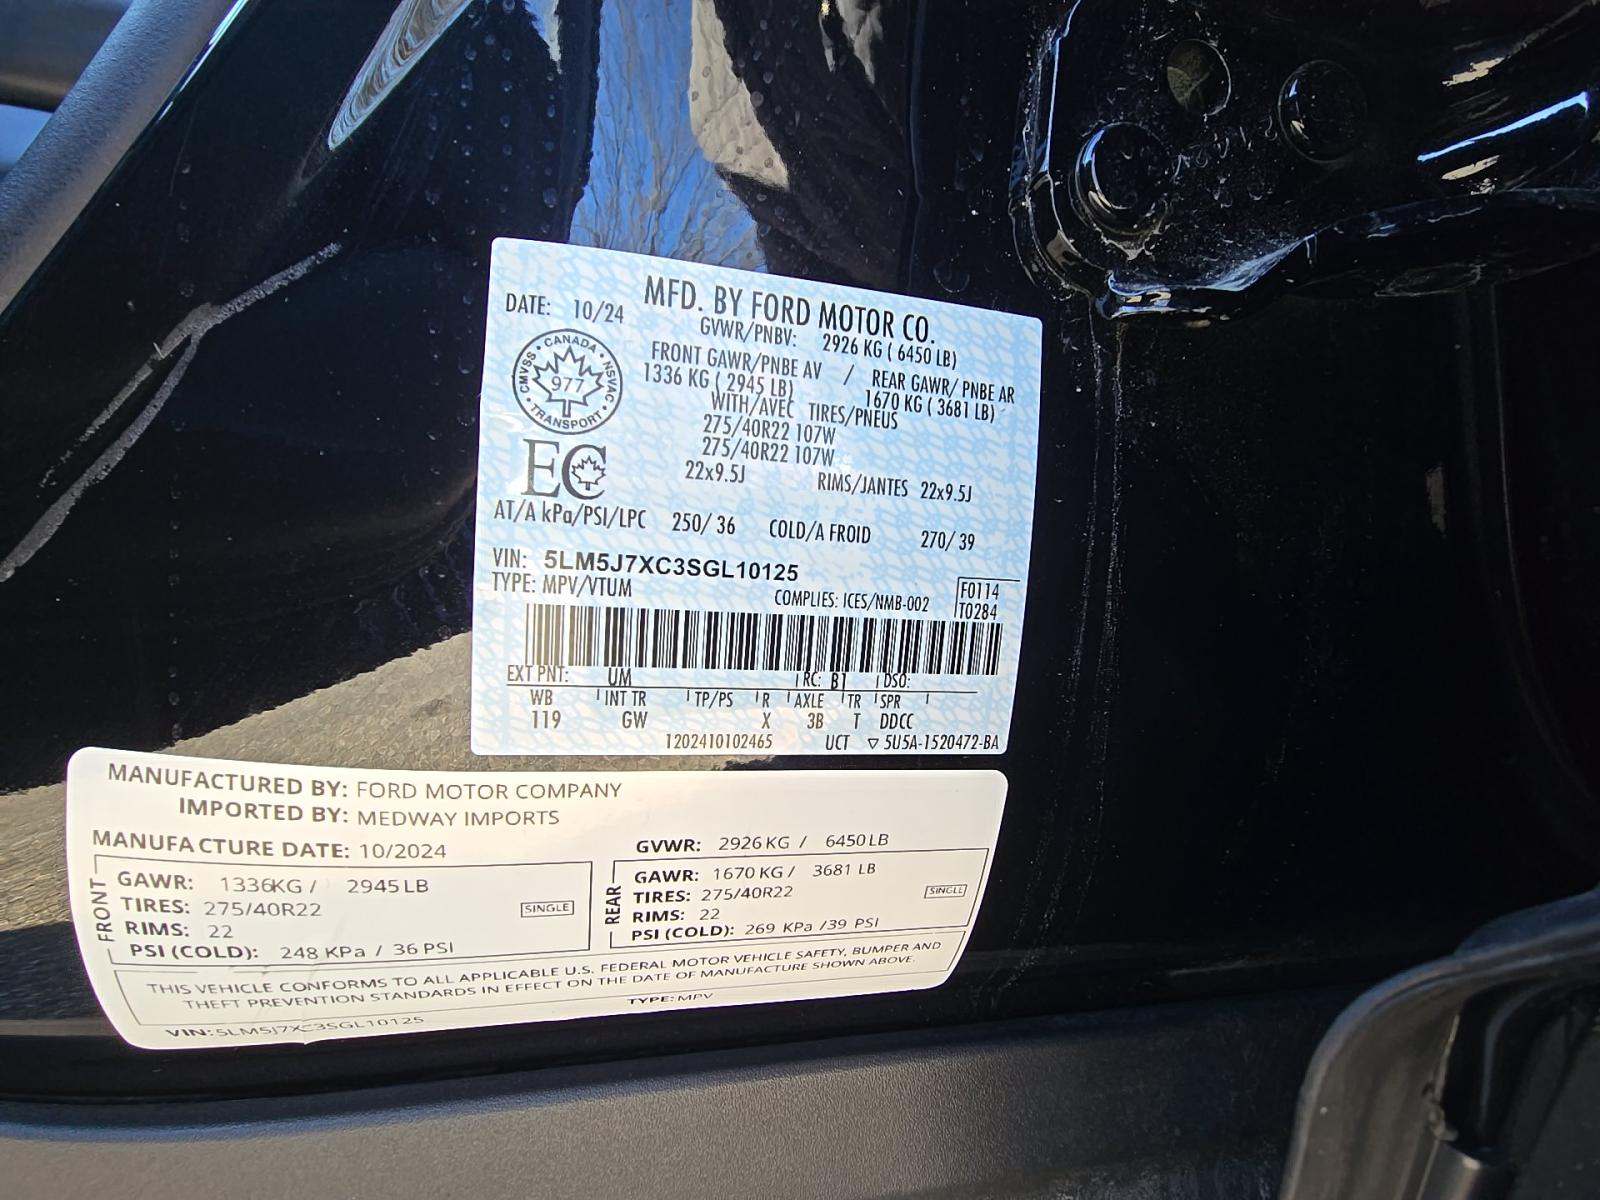 MFD. BY FORD MOTOR CO.
DATE: 10/24
GVWR/PNBV: 2926 KG ( 6450 LB)
FRONT GAWR/PNBE AV / REAR GAWR/ PNBE AR
1336 KG ( 2945 LB) 1670 KG ( 3681 LB)
WITH/AVEC TIRES/PNEUS
275/40R22 107W
275/40R22 107W
22x9.5J RIMS/JANTES 22x9.5J
CANADA
CMVSS NSVAC
977
TRANSPORT
EC
AT/A kPa/PSI/LPC 250/ 36 COLD/A FROID 270/ 39
VIN: 5LM5J7XC3SGL10125
TYPE: MPV/VTUM
COMPLIES: ICES/NMB-002
F0114
T0284
EXT PNT: UM RC: B1 DSO:
WB INT TR TP/PS R AXLE TR SPR
119 GW X 3B T DDCC
1202410102465 UCT ▽ 5U5A-1520472-BA
MANUFACTURED BY: FORD MOTOR COMPANY
IMPORTED BY: MEDWAY IMPORTS
MANUFACTURE DATE: 10/2024
GVWR: 2926 KG / 6450 LB
FRONT
GAWR: 1336KG / 2945 LB
TIRES: 275/40R22
SINGLE
RIMS: 22
PSI (COLD): 248 KPa / 36 PSI
REAR
GAWR: 1670 KG / 3681 LB
TIRES: 275/40R22
SINGLE
RIMS: 22
PSI (COLD): 269 KPa /39 PSI
THIS VEHICLE CONFORMS TO ALL APPLICABLE U.S. FEDERAL MOTOR VEHICLE SAFETY, BUMPER AND
THEFT PREVENTION STANDARDS IN EFFECT ON THE DATE OF MANUFACTURE SHOWN ABOVE.
VIN: 5LM5J7XC3SGL10125 TYPE: MPV